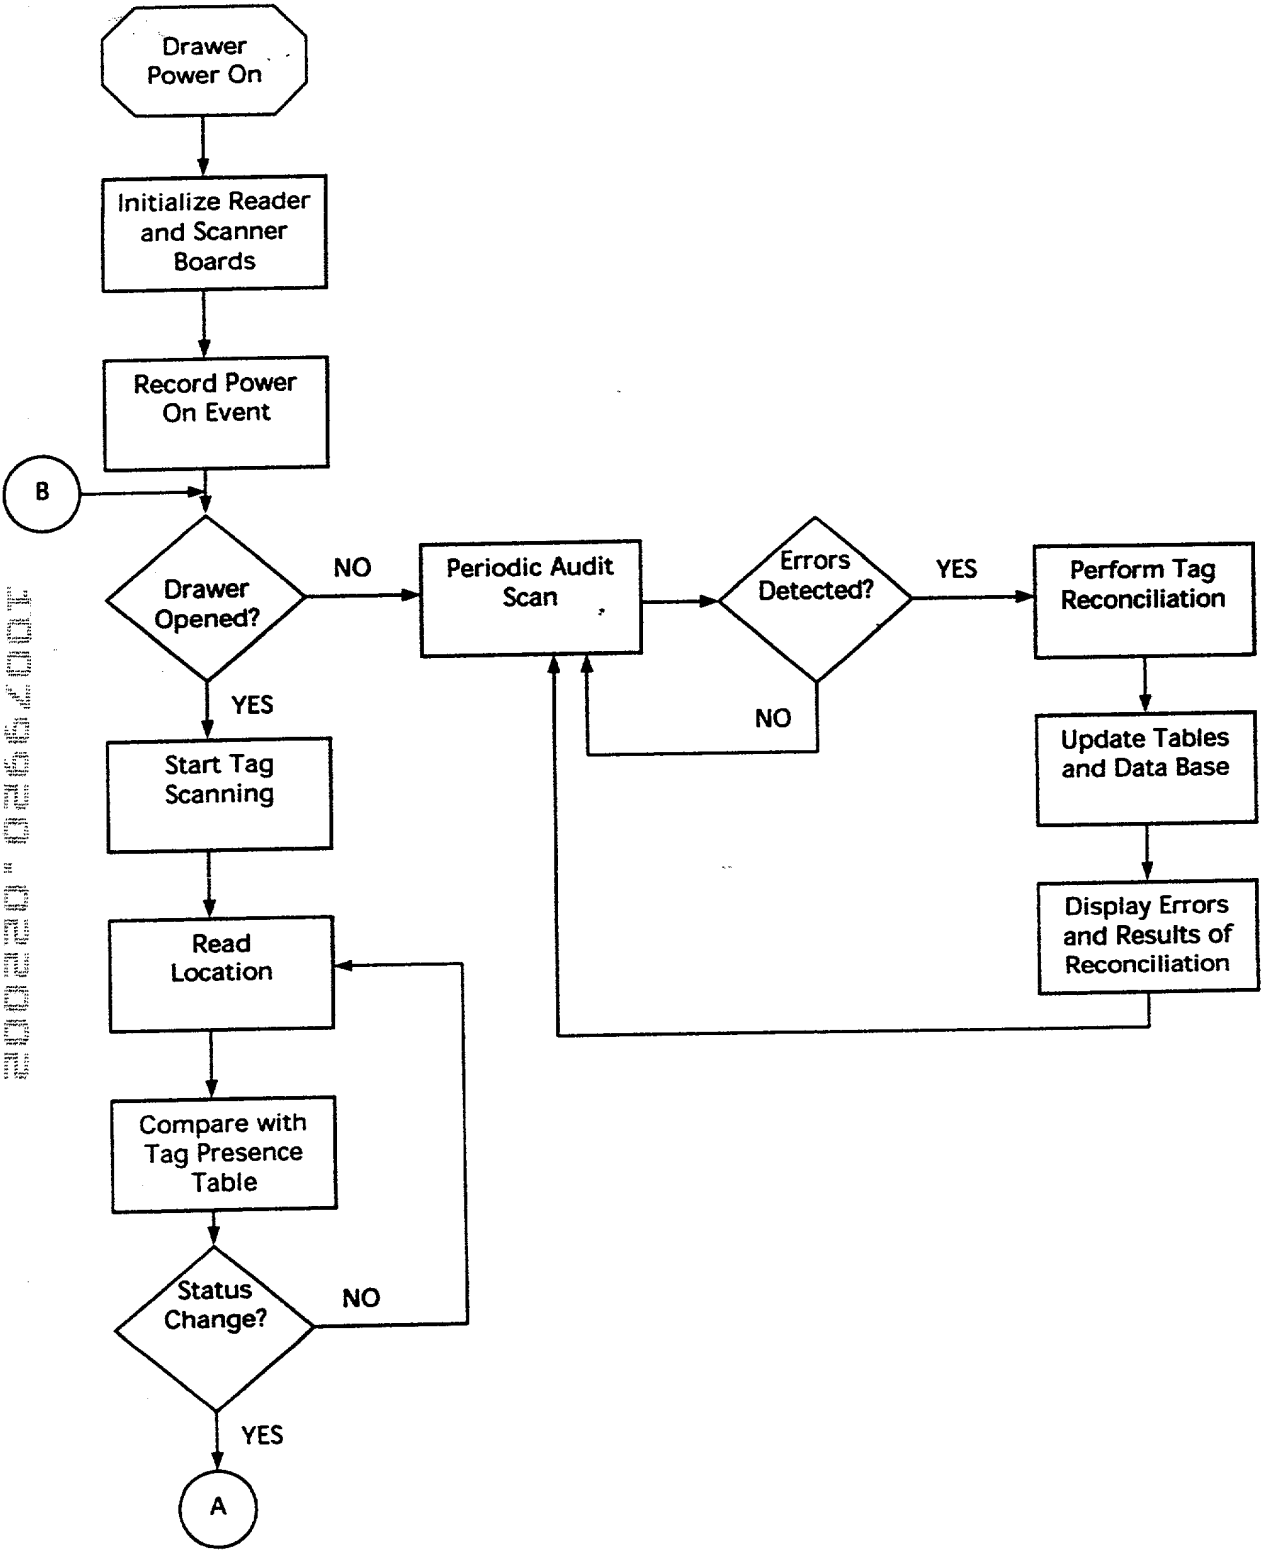 Drawer
Power On
Initialize Reader
and Scanner
Boards
Record Power
On Event
B
Drawer
Opened?
NO
Periodic Audit
Scan
Errors
Detected?
YES
Perform Tag
Reconciliation
YES
NO
Start Tag
Scanning
Update Tables
and Data Base
Read
Location
Display Errors
and Results of
Reconciliation
Compare with
Tag Presence
Table
Status
Change?
NO
YES
A